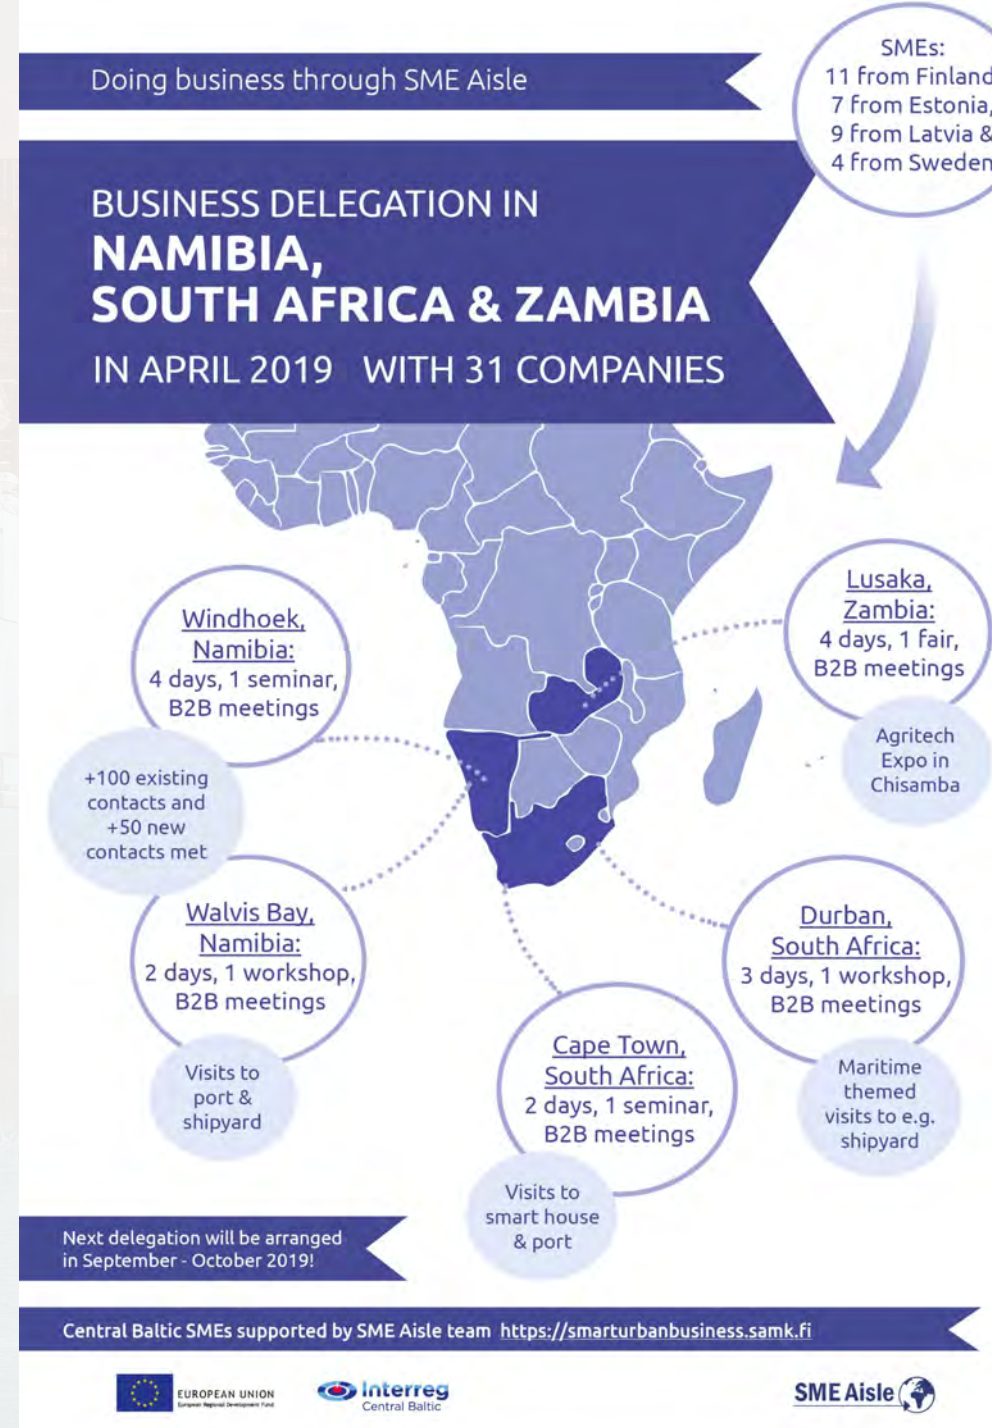 Doing business through SME Aisle
SMEs:
11 from Finland
7 from Estonia,
9 from Latvia &
4 from Sweden
BUSINESS DELEGATION IN
NAMIBIA,
SOUTH AFRICA & ZAMBIA
IN APRIL 2019 WITH 31 COMPANIES
Windhoek,
Namibia:
4 days, 1 seminar,
B2B meetings
+100 existing
contacts and
+50 new
contacts met
Lusaka,
Zambia:
4 days, 1 fair,
B2B meetings
Agritech
Expo in
Chisamba
Walvis Bay,
Namibia:
2 days, 1 workshop,
B2B meetings
Visits to
port &
shipyard
Durban,
South Africa:
3 days, 1 workshop,
B2B meetings
Maritime
themed
visits to e.g.
shipyard
Cape Town,
South Africa:
2 days, 1 seminar,
B2B meetings
Visits to
smart house
& port
Next delegation will be arranged
in September - October 2019!
Central Baltic SMEs supported by SME Aisle team https://smarturbanbusiness.samk.fi
EUROPEAN UNION
European Regional Development Fund
Interreg
Central Baltic
SME Aisle